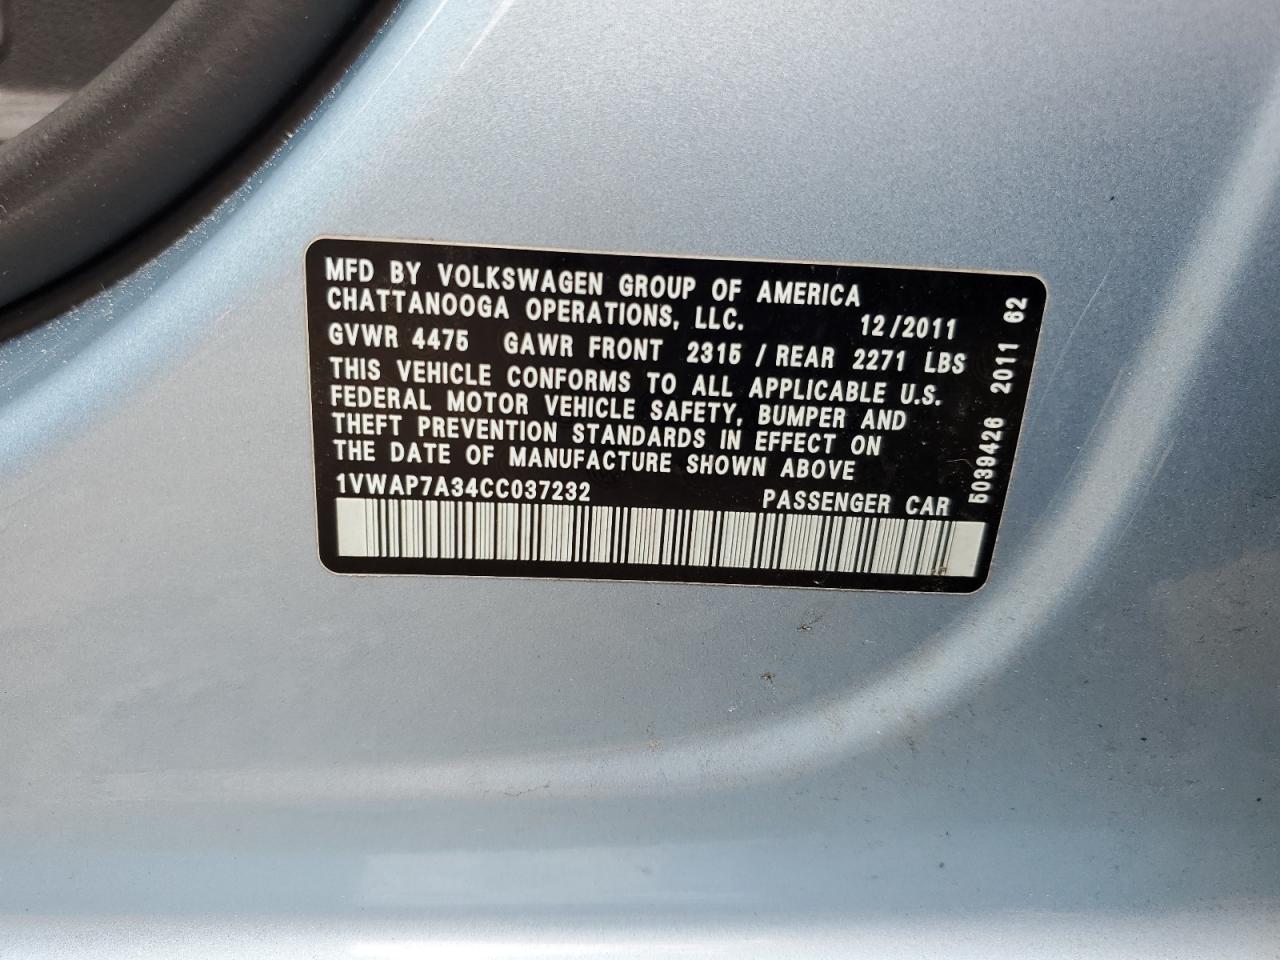 MFD BY VOLKSWAGEN GROUP OF AMERICA
CHATTANOOGA OPERATIONS, LLC. 12/2011
GVWR 4475 GAWR FRONT 2315 / REAR 2271 LBS
THIS VEHICLE CONFORMS TO ALL APPLICABLE U.S.
FEDERAL MOTOR VEHICLE SAFETY, BUMPER AND
THEFT PREVENTION STANDARDS IN EFFECT ON
THE DATE OF MANUFACTURE SHOWN ABOVE
1VWAP7A34CC037232 PASSENGER CAR
5039426 2011 62